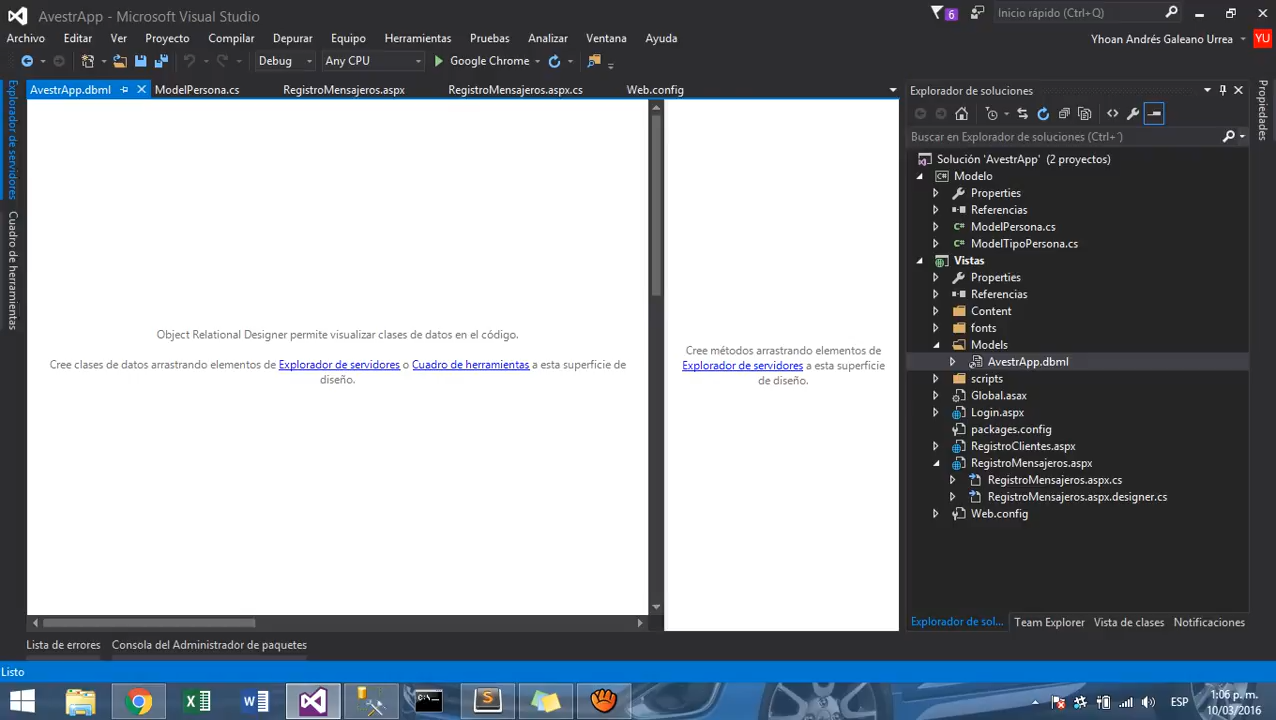 AvestrApp - Microsoft Visual Studio
6
Inicio rápido (Ctrl+Q)
Archivo Editar Ver Proyecto Compilar Depurar Equipo Herramientas Pruebas Analizar Ventana Ayuda
Yhoan Andrés Galeano Urrea
YU
Debug
Any CPU
Google Chrome
AvestrApp.dbml
ModelPersona.cs
RegistroMensajeros.aspx
RegistroMensajeros.aspx.cs
Web.config
Explorador de servidores
Cuadro de herramientas
Object Relational Designer permite visualizar clases de datos en el código.
Cree clases de datos arrastrando elementos de Explorador de servidores o Cuadro de herramientas a esta superficie
de diseño.
Cree métodos arrastrando elementos de
Explorador de servidores a esta superficie
de diseño.
Explorador de soluciones
Buscar en Explorador de soluciones (Ctrl+´)
Solución 'AvestrApp' (2 proyectos)
Modelo
Properties
Referencias
ModelPersona.cs
ModelTipoPersona.cs
Vistas
Properties
Referencias
Content
fonts
Models
AvestrApp.dbml
scripts
Global.asax
Login.aspx
packages.config
RegistroClientes.aspx
RegistroMensajeros.aspx
RegistroMensajeros.aspx.cs
RegistroMensajeros.aspx.designer.cs
Web.config
Propiedades
Explorador de sol...
Team Explorer
Vista de clases
Notificaciones
Lista de errores
Consola del Administrador de paquetes
Listo
ESP
1:06 p. m.
10/03/2016